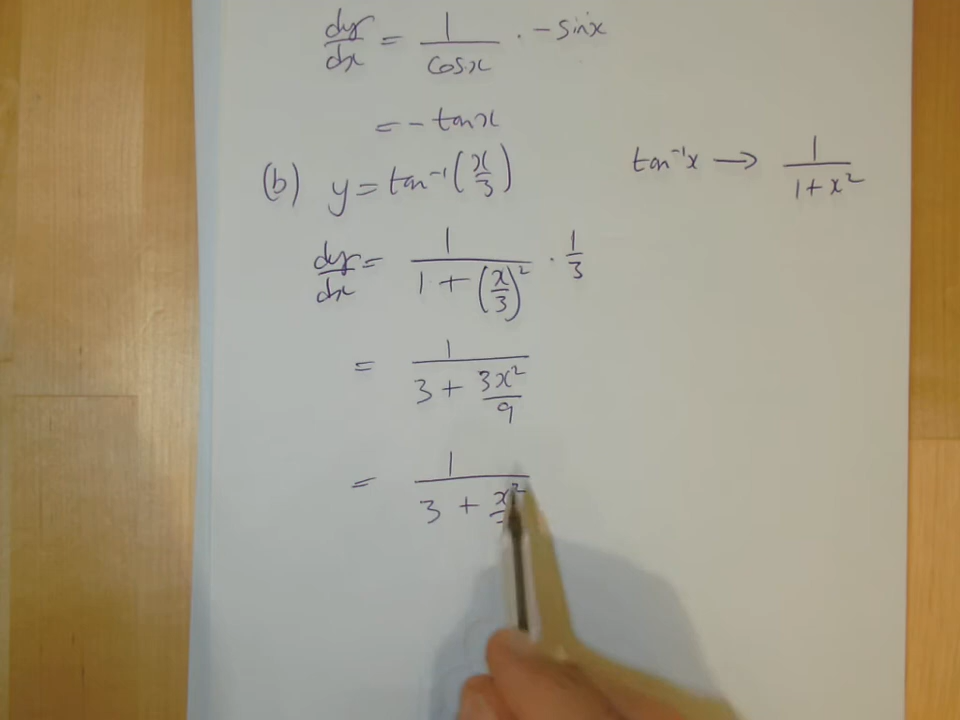 dy/dx = 1/cosx · -sinx
= - tanx
(b) y = tan⁻¹(x/3) tan⁻¹x → 1/(1+x²)
dy/dx = 1/(1+(x/3)²) · 1/3
= 1/(3+3x²/9)
= 1/(3+x²